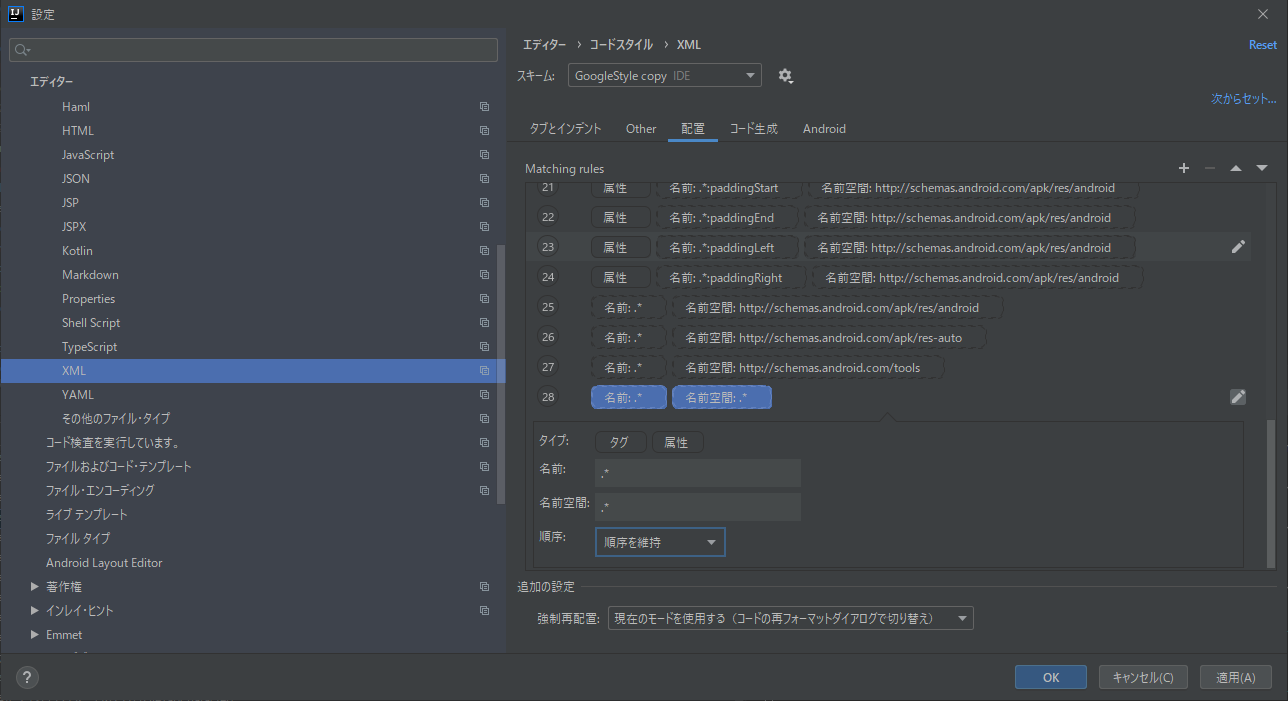 IJ 設定
エディター › コードスタイル › XML
Reset
スキーム: GoogleStyle copy IDE
次からセット...
エディター
Haml
HTML
JavaScript
JSON
JSP
JSPX
Kotlin
Markdown
Properties
Shell Script
TypeScript
XML
YAML
その他のファイル・タイプ
コード検査を実行しています。
ファイルおよびコード・テンプレート
ファイル・エンコーディング
ライブ テンプレート
ファイル タイプ
Android Layout Editor
著作権
インレイ・ヒント
Emmet
タブとインデント Other 配置 コード生成 Android
Matching rules
21 属性 名前: .*:paddingStart 名前空間: http://schemas.android.com/apk/res/android
22 属性 名前: .*:paddingEnd 名前空間: http://schemas.android.com/apk/res/android
23 属性 名前: .*:paddingLeft 名前空間: http://schemas.android.com/apk/res/android
24 属性 名前: .*:paddingRight 名前空間: http://schemas.android.com/apk/res/android
25 名前: .* 名前空間: http://schemas.android.com/apk/res/android
26 名前: .* 名前空間: http://schemas.android.com/apk/res-auto
27 名前: .* 名前空間: http://schemas.android.com/tools
28 名前: .* 名前空間: .*
タイプ: タグ 属性
名前: .*
名前空間: .*
順序: 順序を維持
追加の設定
強制再配置: 現在のモードを使用する（コードの再フォーマットダイアログで切り替え）
? OK キャンセル(C) 適用(A)